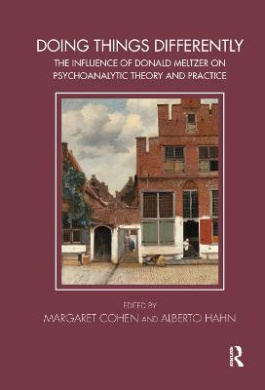 DOING THINGS DIFFERENTLY
THE INFLUENCE OF DONALD MELTZER ON
PSYCHOANALYTIC THEORY AND PRACTICE
EDITED BY
MARGARET COHEN AND ALBERTO HAHN
R